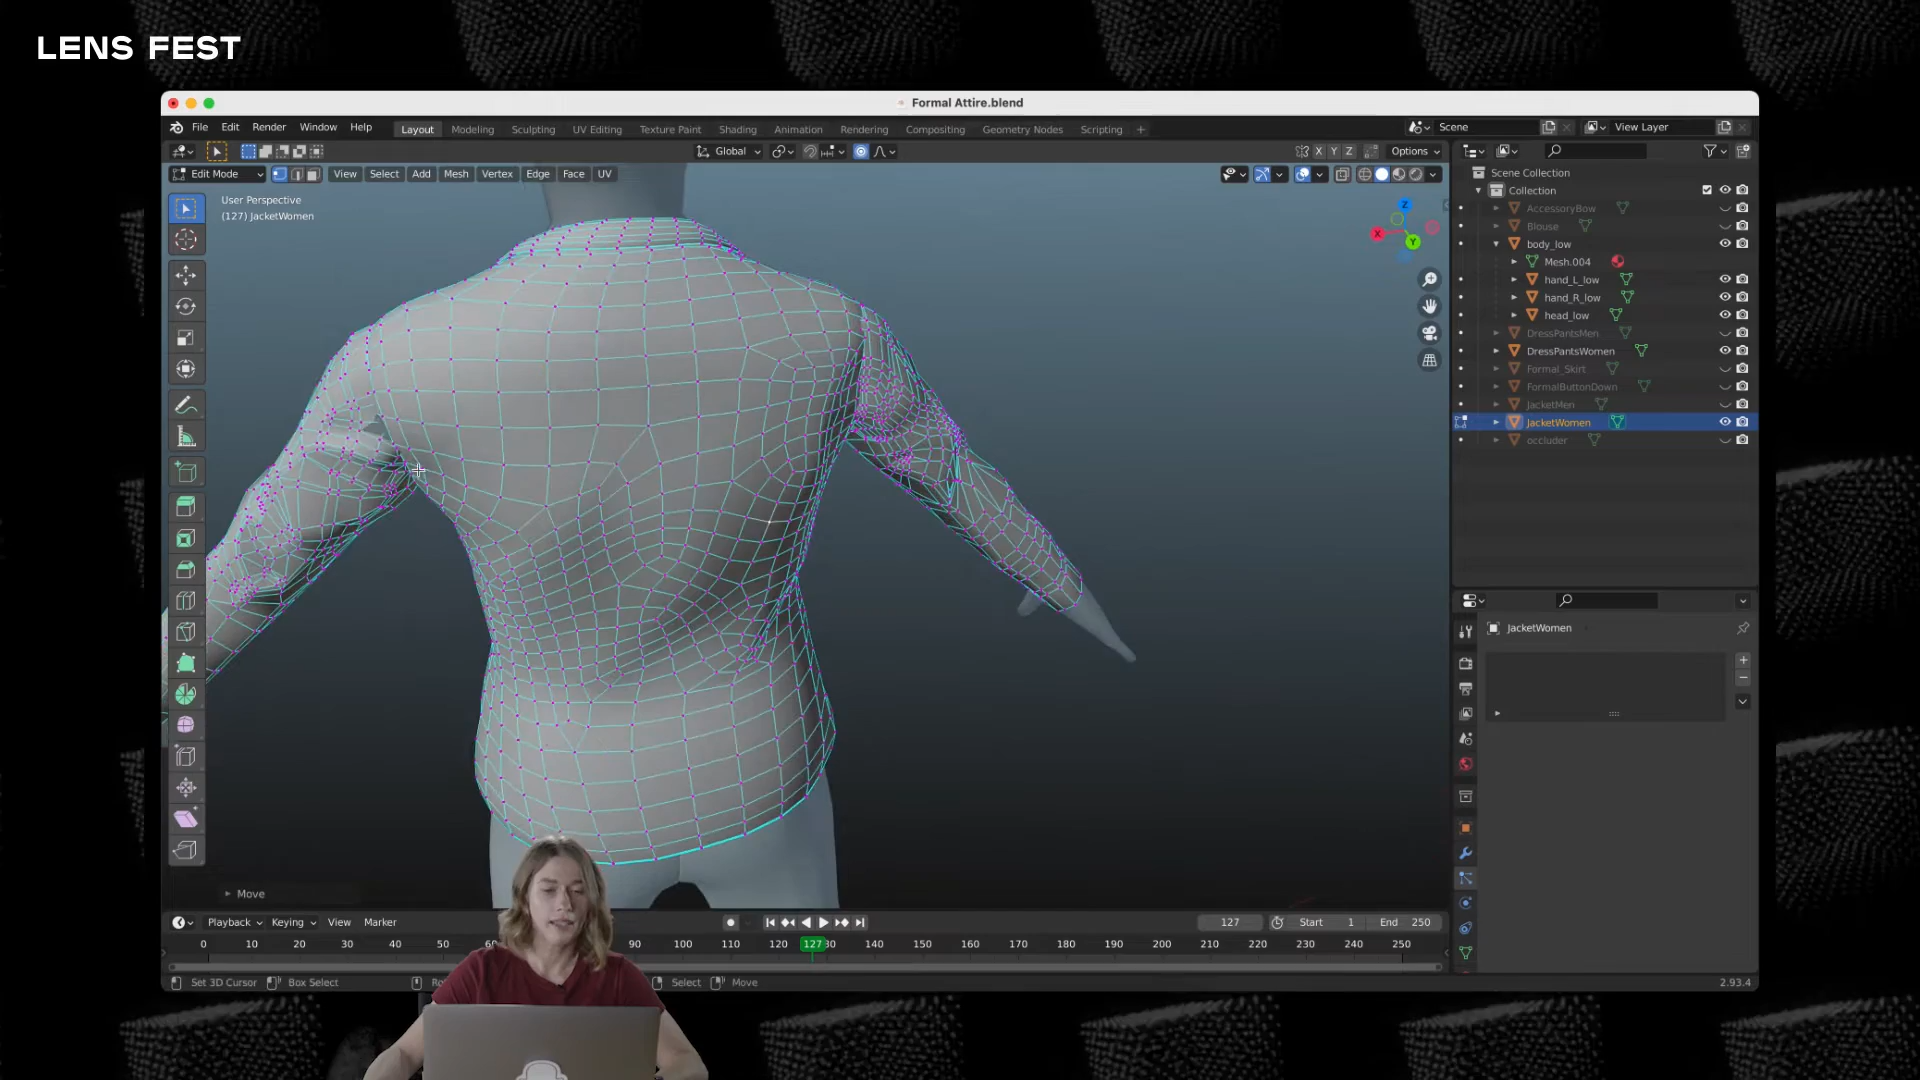 LENS FEST
Formal Attire.blend
File Edit Render Window Help Layout Modeling Sculpting UV Editing Texture Paint Shading Animation Rendering Compositing Geometry Nodes Scripting + Scene View Layer
Global X Y Z Options
Edit Mode View Select Add Mesh Vertex Edge Face UV
Scene Collection
Collection
User Perspective
(127) JacketWomen
Z
X
Y
AccessoryBow
Blouse
body_low
Mesh.004
hand_L_low
hand_R_low
head_low
DressPantsMen
DressPantsWomen
Formal_Skirt
FormalButtonDown
JacketMen
JacketWomen
occluder
JacketWomen
Move
Playback Keying View Marker 127 Start 1 End 250
0 10 20 30 40 50 90 100 110 120 127 140 150 160 170 180 190 200 210 220 230 240 250
Set 3D Cursor Box Select Select Move 2.93.4